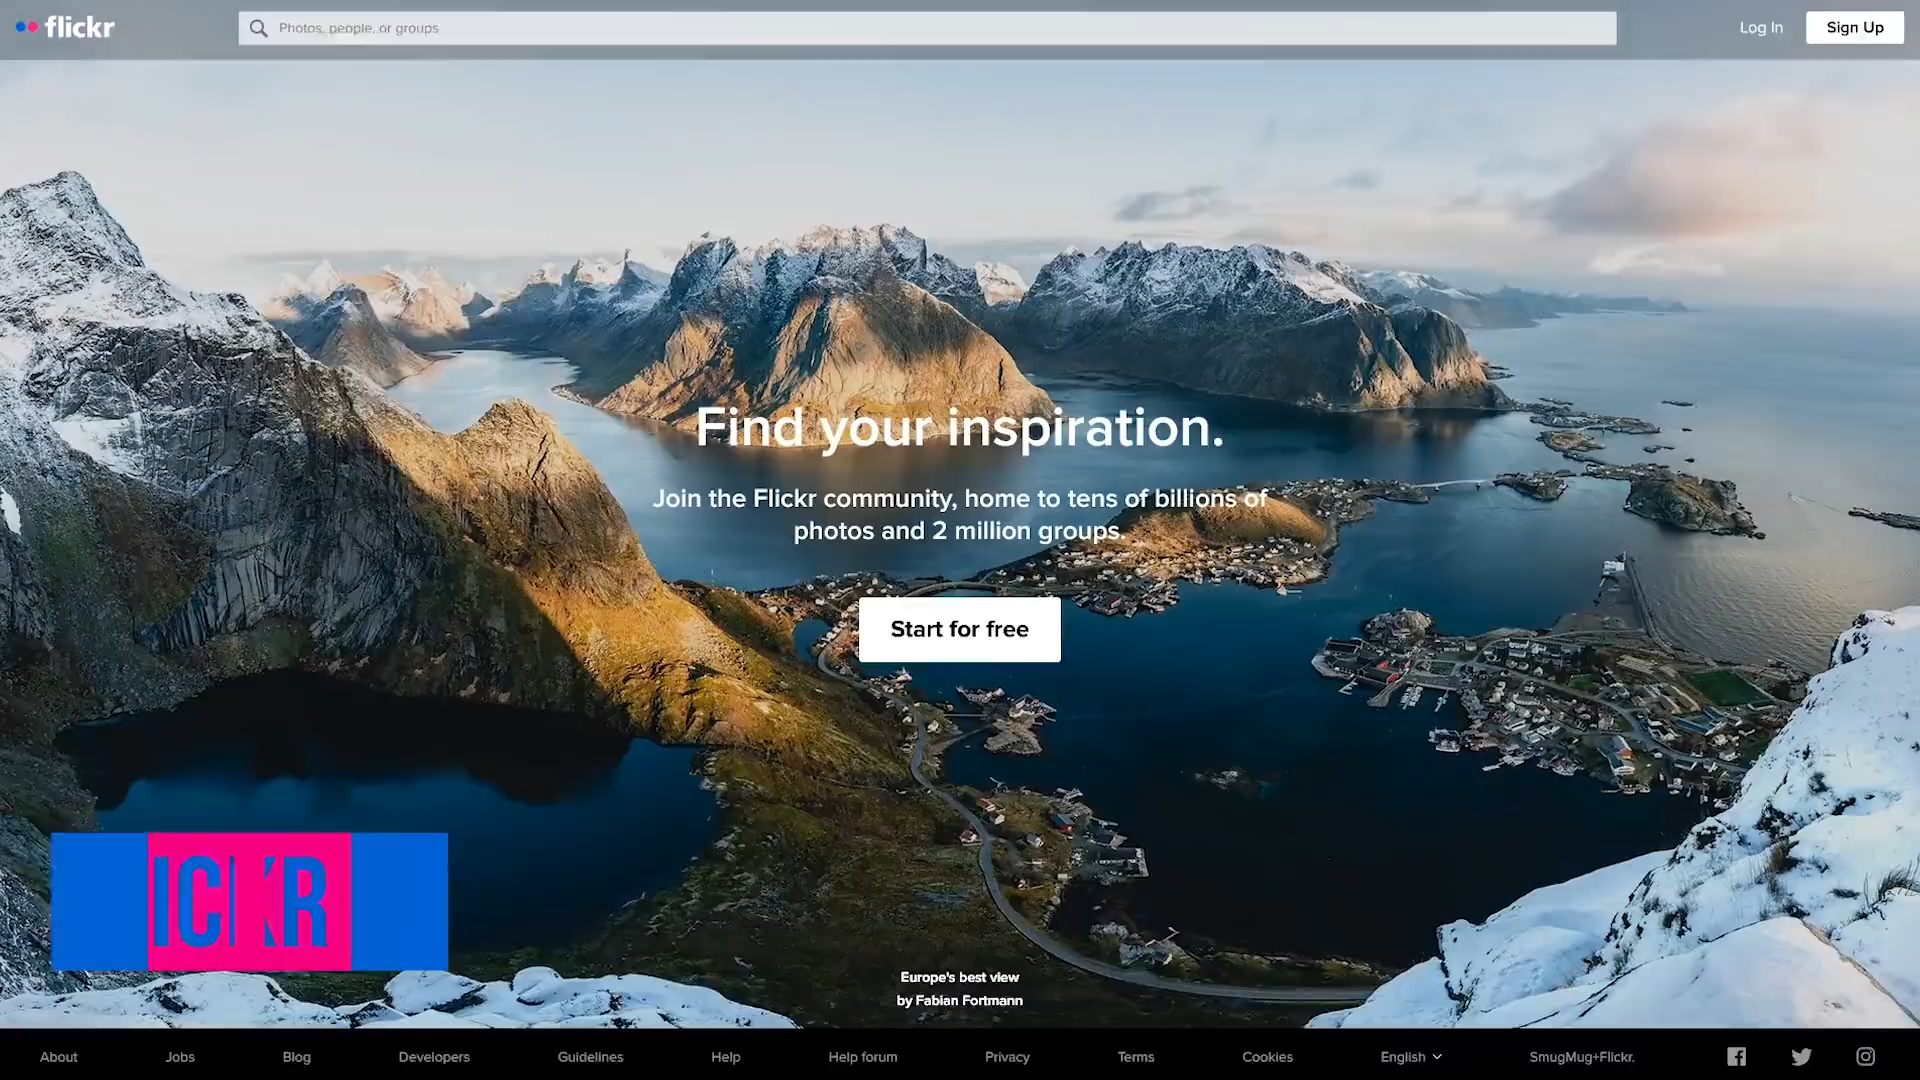 flickr
Photos, people, or groups
Log In
Sign Up
Find your inspiration.
Join the Flickr community, home to tens of billions of
photos and 2 million groups.
Start for free
ICKR
Europe's best view
by Fabian Fortmann
About
Jobs
Blog
Developers
Guidelines
Help
Help forum
Privacy
Terms
Cookies
English
SmugMug+Flickr.